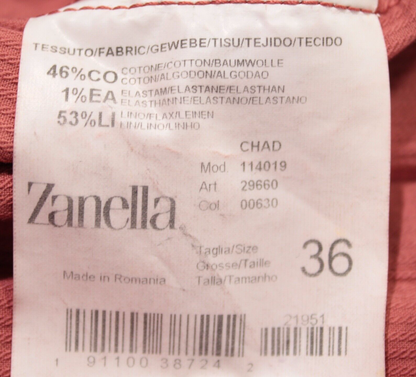 TESSUTO/FABRIC/GEWEBE/TISU/TEJIDO/TECIDO
46%CO COTONE/COTTON/BAUMWOLLE
COTON/ALGODON/ALGODAO
1%EA ELASTAM/ELASTANE/ELASTHAN
ELASTHANNE/ELASTANO/ELASTANO
53%LI LINO/FLAX/LEINEN
LIN/LINO/LINHO
CHAD
Mod 114019
Art 29660
Col 00630
Zanella
Taglia/Size
Grosse/Taille
Talla/Tamanho
36
Made in Romania
21951
1 91100 38724 2